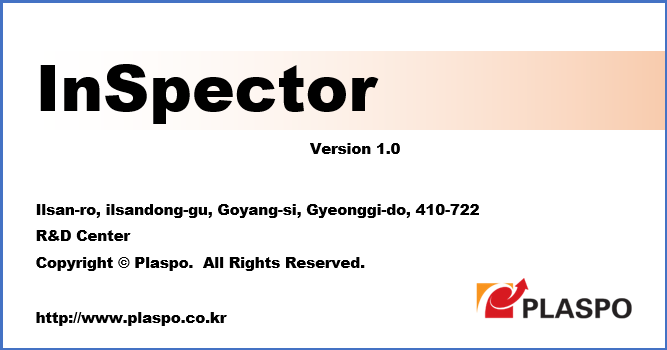 InSpector
Version 1.0
Ilsan-ro, ilsandong-gu, Goyang-si, Gyeonggi-do, 410-722
R&D Center
Copyright © Plaspo.  All Rights Reserved.
http://www.plaspo.co.kr
PLASPO